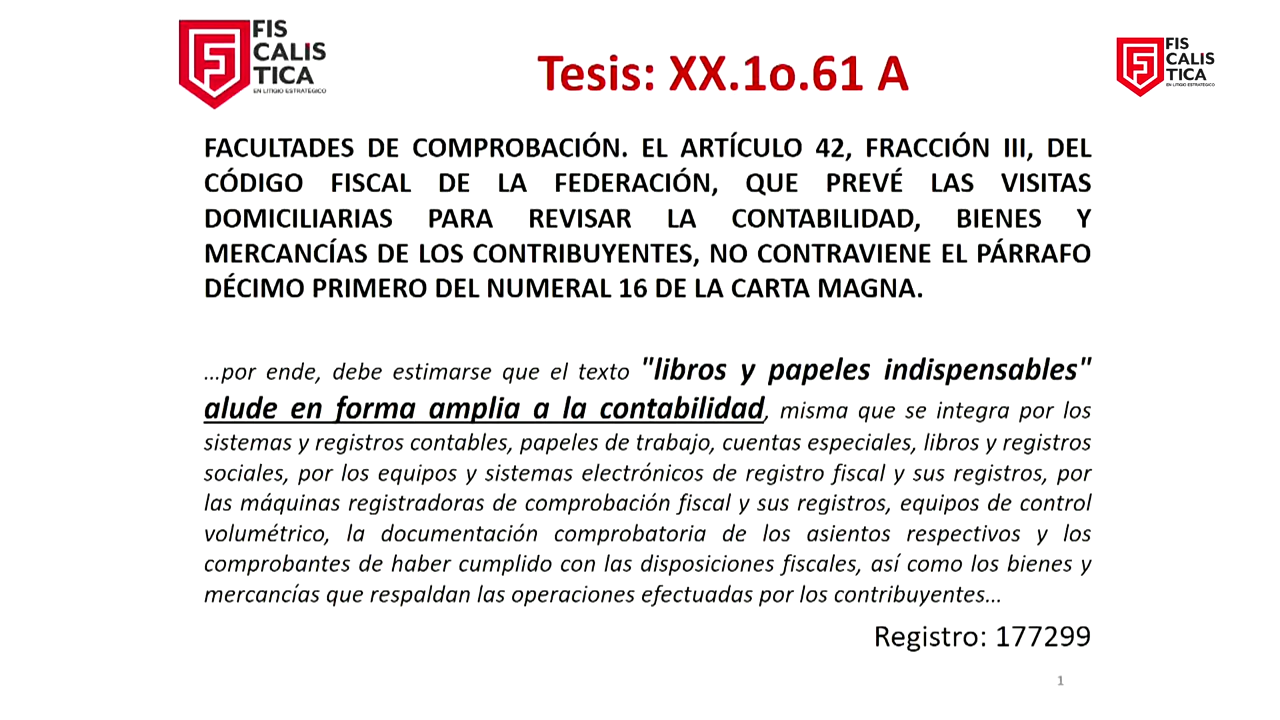 FIS
CALIS
TICA
EN LITIGIO ESTRATÉGICO
Tesis: XX.1o.61 A
FIS
CALIS
TICA
EN LITIGIO ESTRATÉGICO
FACULTADES DE COMPROBACIÓN. EL ARTÍCULO 42, FRACCIÓN III, DEL
CÓDIGO FISCAL DE LA FEDERACIÓN, QUE PREVÉ LAS VISITAS
DOMICILIARIAS PARA REVISAR LA CONTABILIDAD, BIENES Y
MERCANCÍAS DE LOS CONTRIBUYENTES, NO CONTRAVIENE EL PÁRRAFO
DÉCIMO PRIMERO DEL NUMERAL 16 DE LA CARTA MAGNA.
…por ende, debe estimarse que el texto "libros y papeles indispensables"
alude en forma amplia a la contabilidad, misma que se integra por los
sistemas y registros contables, papeles de trabajo, cuentas especiales, libros y registros
sociales, por los equipos y sistemas electrónicos de registro fiscal y sus registros, por
las máquinas registradoras de comprobación fiscal y sus registros, equipos de control
volumétrico, la documentación comprobatoria de los asientos respectivos y los
comprobantes de haber cumplido con las disposiciones fiscales, así como los bienes y
mercancías que respaldan las operaciones efectuadas por los contribuyentes…
Registro: 177299
1